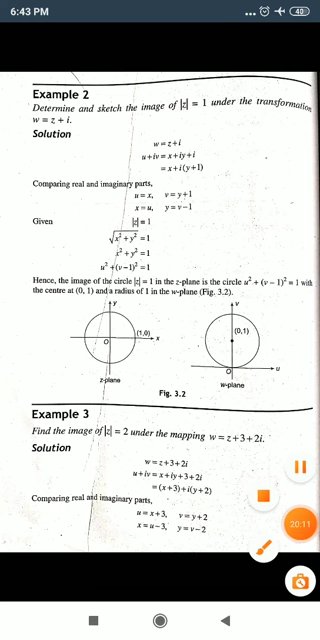 6:43 PM
40
Example 2
Determine and sketch the image of |z| = 1 under the transformation
w = z + i.
Solution
w = z + i
u + iv = x + iy + i
= x + i(y + 1)
Comparing real and imaginary parts,
u = x, v = y + 1
x = u, y = v − 1
Given |z| = 1
√x² + y² = 1
x² + y² = 1
u² + (v − 1)² = 1
Hence, the image of the circle |z| = 1 in the z-plane is the circle u² + (v − 1)² = 1 with
the centre at (0, 1) and a radius of 1 in the w-plane (Fig. 3.2).
y
v
(1,0)
(0,1)
O
x
O
u
z-plane
w-plane
Fig. 3.2
Example 3
Find the image of |z| = 2 under the mapping w = z + 3 + 2i.
Solution
w = z + 3 + 2i
u + iv = x + iy + 3 + 2i
= (x + 3) + i(y + 2)
Comparing real and imaginary parts,
u = x + 3, v = y + 2
x = u − 3, y = v − 2
20:11